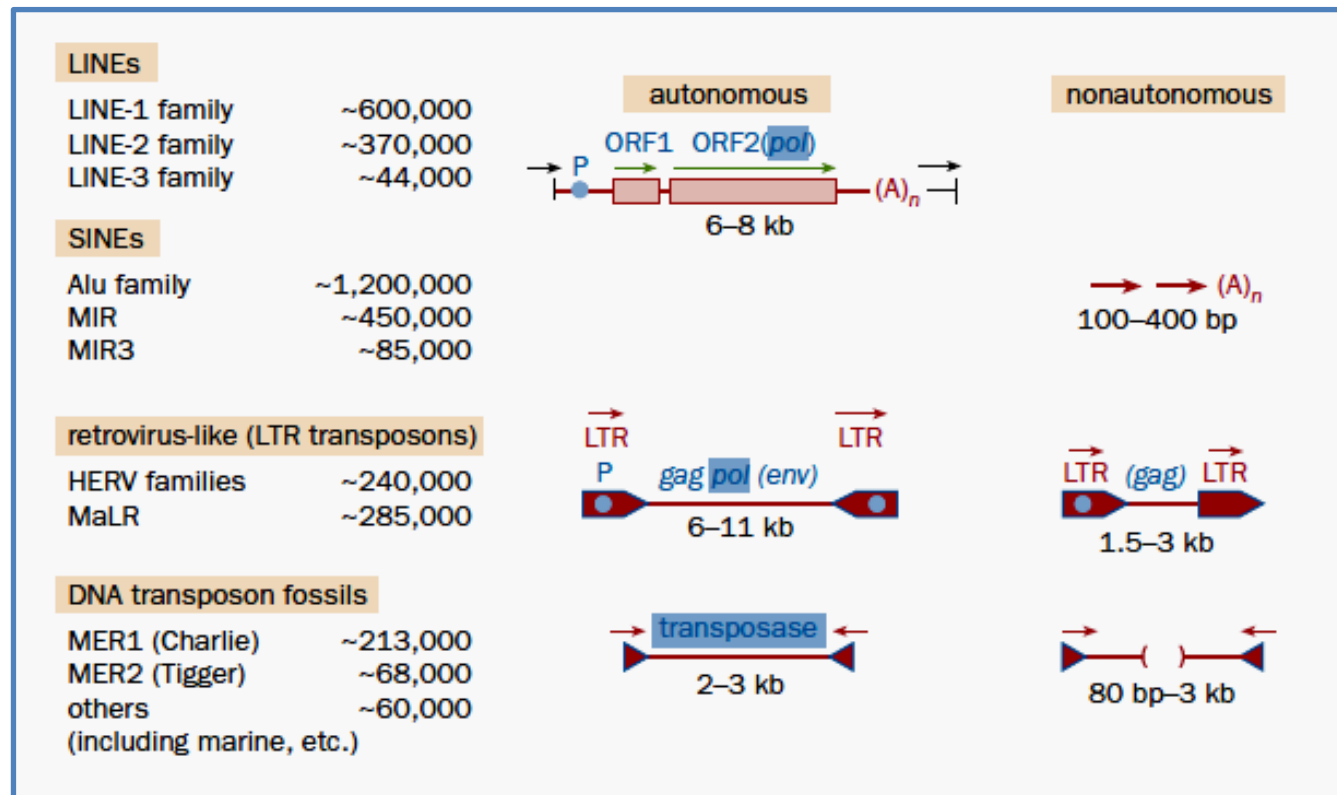 LINEs
LINE-1 family ~600,000
LINE-2 family ~370,000
LINE-3 family ~44,000
autonomous
nonautonomous
ORF1 ORF2(pol)
P
(A)n
6–8 kb
SINEs
Alu family ~1,200,000
MIR ~450,000
MIR3 ~85,000
(A)n
100–400 bp
retrovirus-like (LTR transposons)
HERV families ~240,000
MaLR ~285,000
LTR LTR
P gag pol (env)
6–11 kb
LTR (gag) LTR
1.5–3 kb
DNA transposon fossils
MER1 (Charlie) ~213,000
MER2 (Tigger) ~68,000
others ~60,000
(including marine, etc.)
transposase
2–3 kb
( )
80 bp–3 kb